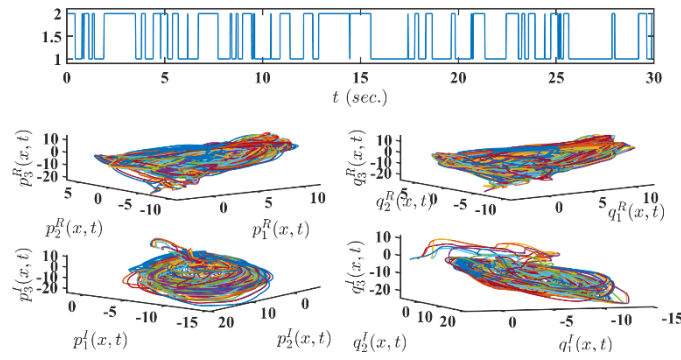 2
1.5
1
0 5 10 15 20 25 30
t (sec.)
p_3^R(x, t)
10
0
-10
-20
5 0 -5 -10
0 5 10
p_2^R(x, t)
p_1^R(x, t)
q_3^R(x, t)
10
0
-10
-20
5 0 -5 -10
0 5 10
q_2^R(x, t)
q_1^R(x, t)
p_3^I(x, t)
10
0
-10
-20
0 -5 -10 -15
20 10 0
p_1^I(x, t)
p_2^I(x, t)
q_3^I(x, t)
10
0
-10
-20
0 10 20
0 -5 -10 -15
q_2^I(x, t)
q_1^I(x, t)